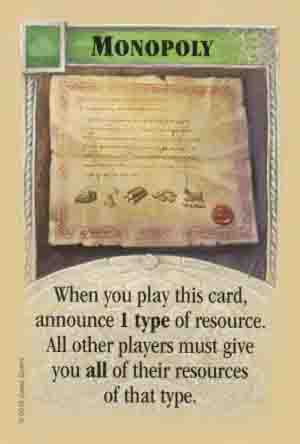 MONOPOLY
When you play this card,
announce 1 type of resource.
All other players must give
you all of their resources
of that type.